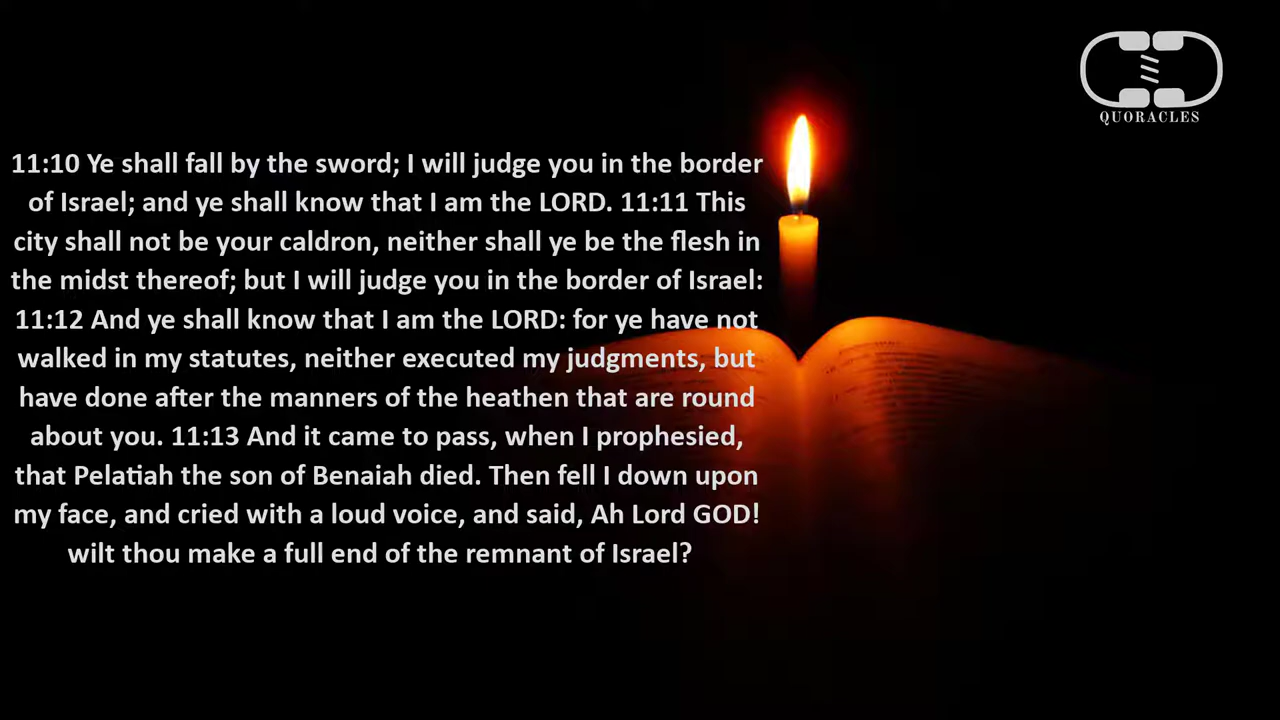 QUORACLES
11:10 Ye shall fall by the sword; I will judge you in the border
of Israel; and ye shall know that I am the LORD. 11:11 This
city shall not be your caldron, neither shall ye be the flesh in
the midst thereof; but I will judge you in the border of Israel:
11:12 And ye shall know that I am the LORD: for ye have not
walked in my statutes, neither executed my judgments, but
have done after the manners of the heathen that are round
about you. 11:13 And it came to pass, when I prophesied,
that Pelatiah the son of Benaiah died. Then fell I down upon
my face, and cried with a loud voice, and said, Ah Lord GOD!
wilt thou make a full end of the remnant of Israel?